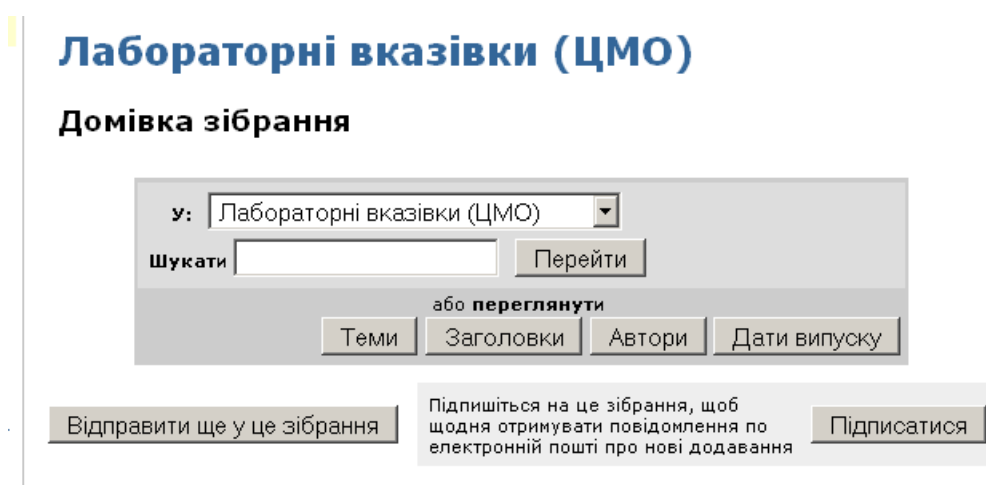 Лабораторні вказівки (ЦМО)
Домівка зібрання
У: Лабораторні вказівки (ЦМО)
Шукати Перейти
або переглянути
Теми Заголовки Автори Дати випуску
Відправити ще у це зібрання
Підпишіться на це зібрання, щоб
щодня отримувати повідомлення по
електронній пошті про нові додавання
Підписатися